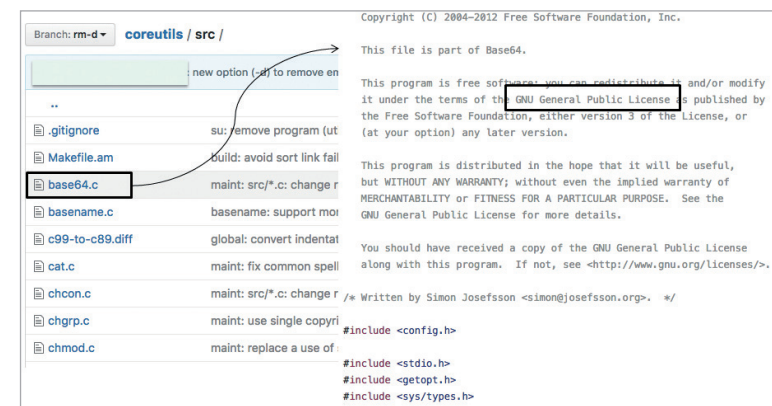 Branch: rm-d
coreutils / src /
new option (-d) to remove en
..
.gitignore su: remove program (ut
Makefile.am build: avoid sort link fail
base64.c maint: src/*.c: change r
basename.c basename: support mor
c99-to-c89.diff global: convert indentat
cat.c maint: fix common spell
chcon.c maint: src/*.c: change r
chgrp.c maint: use single copyri
chmod.c maint: replace a use of
Copyright (C) 2004-2012 Free Software Foundation, Inc.
This file is part of Base64.
This program is free software: you can redistribute it and/or modify
it under the terms of the GNU General Public License as published by
the Free Software Foundation, either version 3 of the License, or
(at your option) any later version.
This program is distributed in the hope that it will be useful,
but WITHOUT ANY WARRANTY; without even the implied warranty of
MERCHANTABILITY or FITNESS FOR A PARTICULAR PURPOSE.  See the
GNU General Public License for more details.
You should have received a copy of the GNU General Public License
along with this program.  If not, see <http://www.gnu.org/licenses/>.
/* Written by Simon Josefsson <simon@josefsson.org>.  */
#include <config.h>
#include <stdio.h>
#include <getopt.h>
#include <sys/types.h>